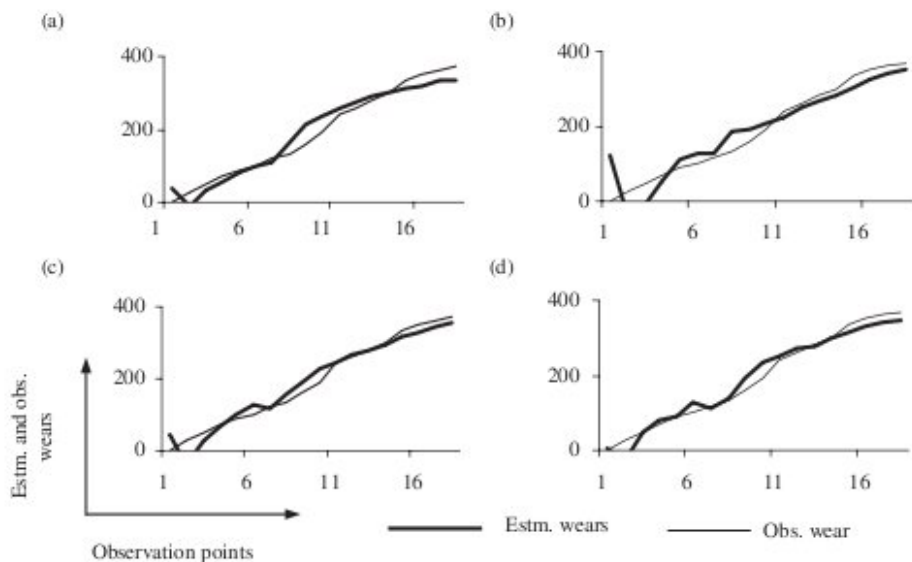 (a)
400
200
0
1 6 11 16
(b)
400
200
0
1 6 11 16
(c)
400
200
0
1 6 11 16
(d)
400
200
0
1 6 11 16
Estm. and obs.
wears
Observation points
Estm. wears
Obs. wear